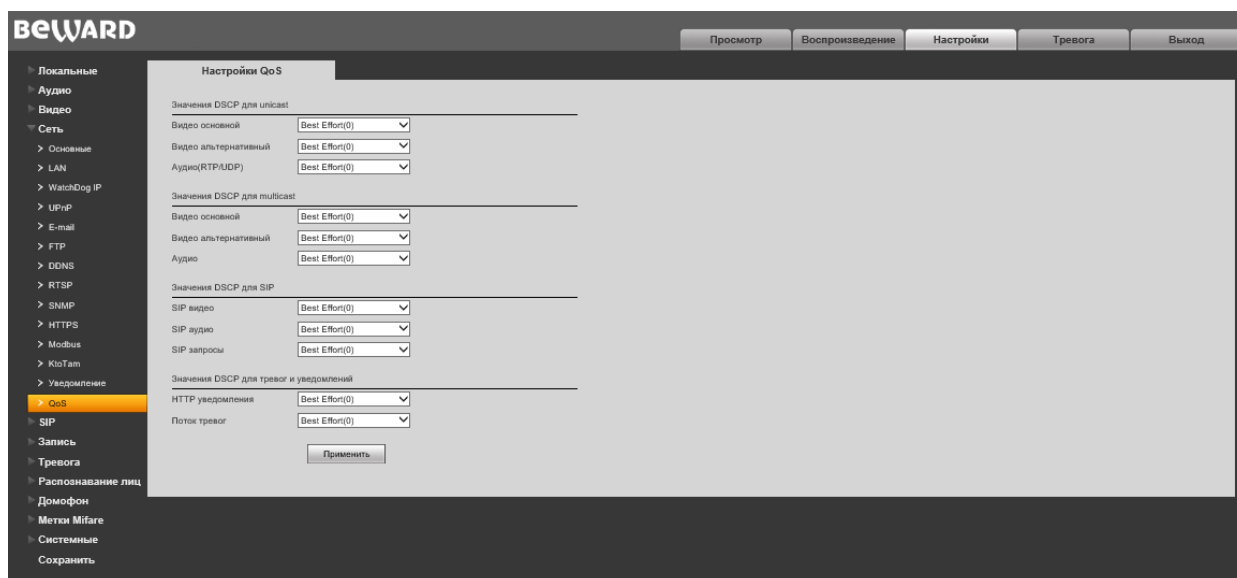 BEWARD
Просмотр
Воспроизведение
Настройки
Тревога
Выход
Локальные
Аудио
Видео
Сеть
Основные
LAN
WatchDog IP
UPnP
E-mail
FTP
DDNS
RTSP
SNMP
HTTPS
Modbus
KtoTam
Уведомление
QoS
SIP
Запись
Тревога
Распознавание лиц
Домофон
Метки Mifare
Системные
Сохранить
Настройки QoS
Значения DSCP для unicast
Видео основной Best Effort(0)
Видео альтернативный Best Effort(0)
Аудио(RTP/UDP) Best Effort(0)
Значения DSCP для multicast
Видео основной Best Effort(0)
Видео альтернативный Best Effort(0)
Аудио Best Effort(0)
Значения DSCP для SIP
SIP видео Best Effort(0)
SIP аудио Best Effort(0)
SIP запросы Best Effort(0)
Значения DSCP для тревог и уведомлений
HTTP уведомления Best Effort(0)
Поток тревог Best Effort(0)
Применить